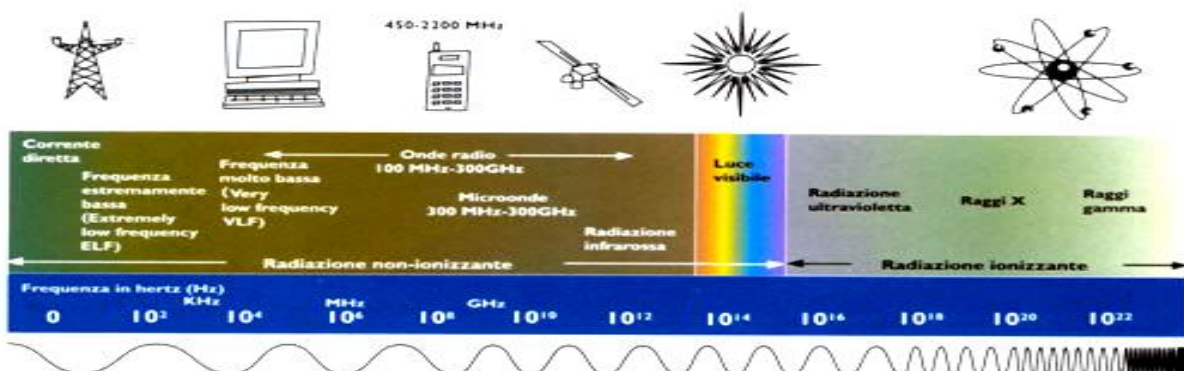 450-2200 MHz
Corrente
diretta
Frequenza
estremamente
bassa
(Extremely
low frequency
ELF)
Frequenza
molto bassa
(Very
low frequency
VLF)
Onde radio
100 MHz-300GHz
Microonde
300 MHz-300GHz
Radiazione
infrarossa
Luce
visibile
Radiazione
ultravioletta
Raggi X
Raggi
gamma
Radiazione non-ionizzante
Radiazione ionizzante
Frequenza in hertz (Hz)
KHz MHz GHz
0 10² 10⁴ 10⁶ 10⁸ 10¹⁰ 10¹² 10¹⁴ 10¹⁶ 10¹⁸ 10²⁰ 10²²